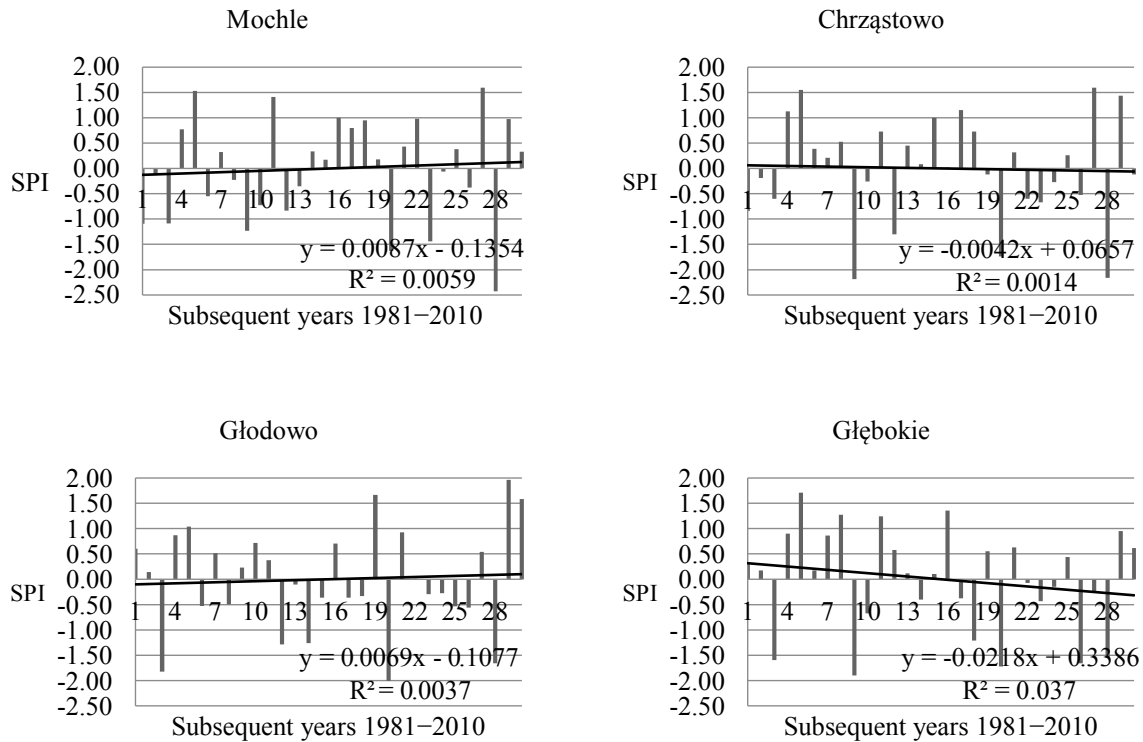 Mochle
2.00
1.50
1.00
0.50
0.00
-0.50
-1.00
-1.50
-2.00
-2.50
SPI
1 4 7 10 13 16 19 22 25 28
y = 0.0087x - 0.1354
R² = 0.0059
Subsequent years 1981−2010
Chrząstowo
2.00
1.50
1.00
0.50
0.00
-0.50
-1.00
-1.50
-2.00
-2.50
SPI
1 4 7 10 13 16 19 22 25 28
y = -0.0042x + 0.0657
R² = 0.0014
Subsequent years 1981−2010
Głodowo
2.00
1.50
1.00
0.50
0.00
-0.50
-1.00
-1.50
-2.00
-2.50
SPI
1 4 7 10 13 16 19 22 25 28
y = 0.0069x - 0.1077
R² = 0.0037
Subsequent years 1981−2010
Głębokie
2.00
1.50
1.00
0.50
0.00
-0.50
-1.00
-1.50
-2.00
-2.50
SPI
1 4 7 10 13 16 19 22 25 28
y = -0.0218x + 0.3386
R² = 0.037
Subsequent years 1981−2010